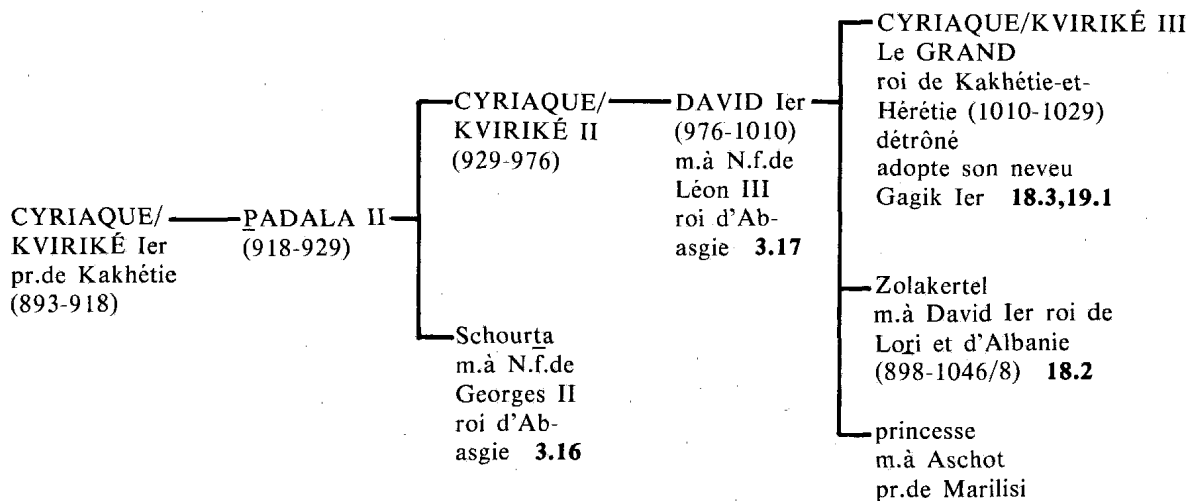 CYRIAQUE/
KVIRIKÉ Ier
pr.de Kakhétie
(893-918)
PADALA II
(918-929)
CYRIAQUE/
KVIRIKÉ II
(929-976)
Schourta
m.à N.f.de
Georges II
roi d'Ab-
asgie 3.16
DAVID Ier
(976-1010)
m.à N.f.de
Léon III
roi d'Ab-
asgie 3.17
CYRIAQUE/KVIRIKÉ III
Le GRAND
roi de Kakhétie-et-
Hérétie (1010-1029)
détrôné
adopte son neveu
Gagik Ier 18.3,19.1
Zolakertel
m.à David Ier roi de
Lori et d'Albanie
(898-1046/8) 18.2
princesse
m.à Aschot
pr.de Marilisi